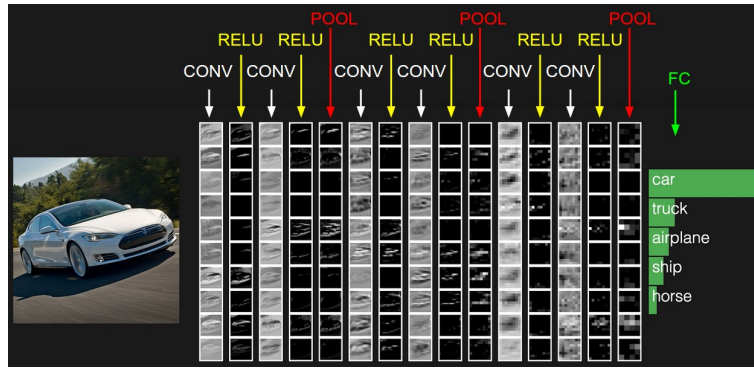 POOL POOL POOL
RELU RELU RELU RELU RELU RELU
CONV CONV CONV CONV CONV CONV
FC
car
truck
airplane
ship
horse